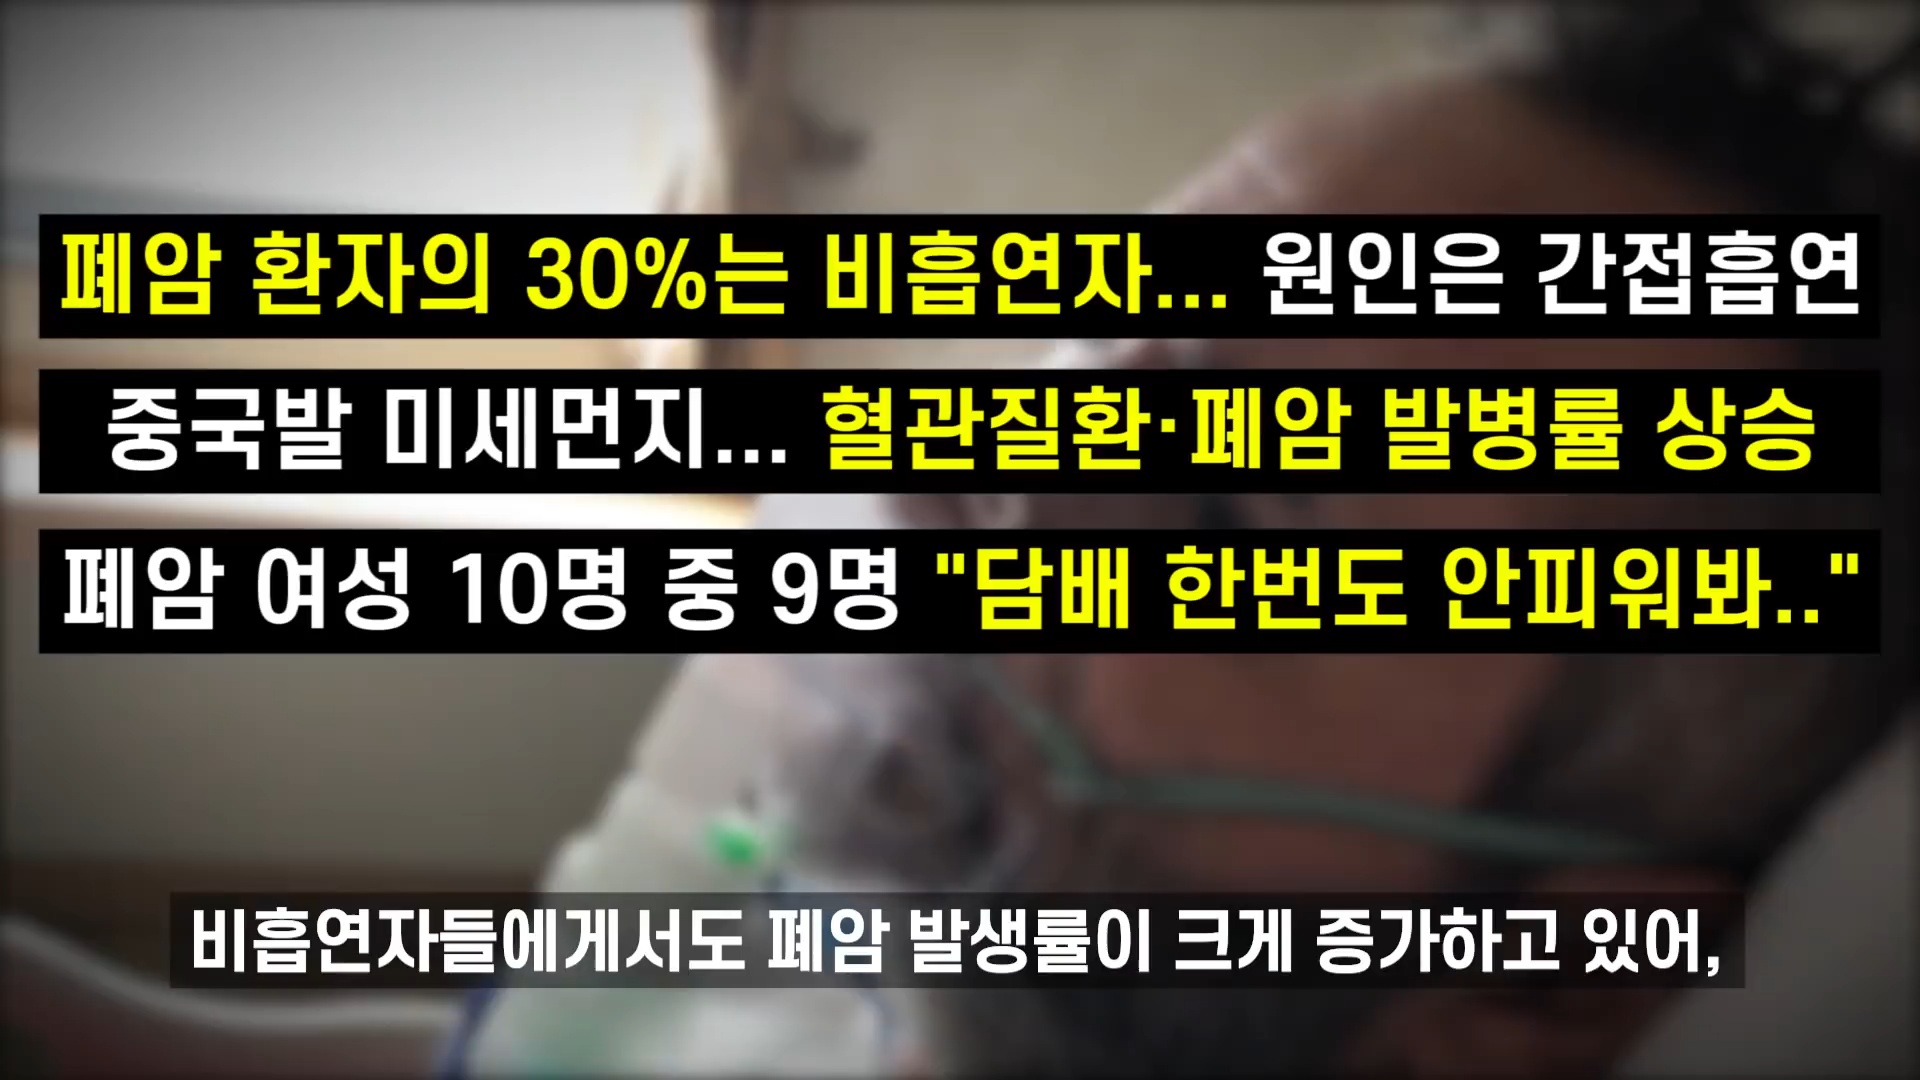 폐암 환자의 30%는 비흡연자... 원인은 간접흡연
중국발 미세먼지... 혈관질환·폐암 발병률 상승
폐암 여성 10명 중 9명 "담배 한번도 안피워봐.."
비흡연자들에게서도 폐암 발생률이 크게 증가하고 있어,